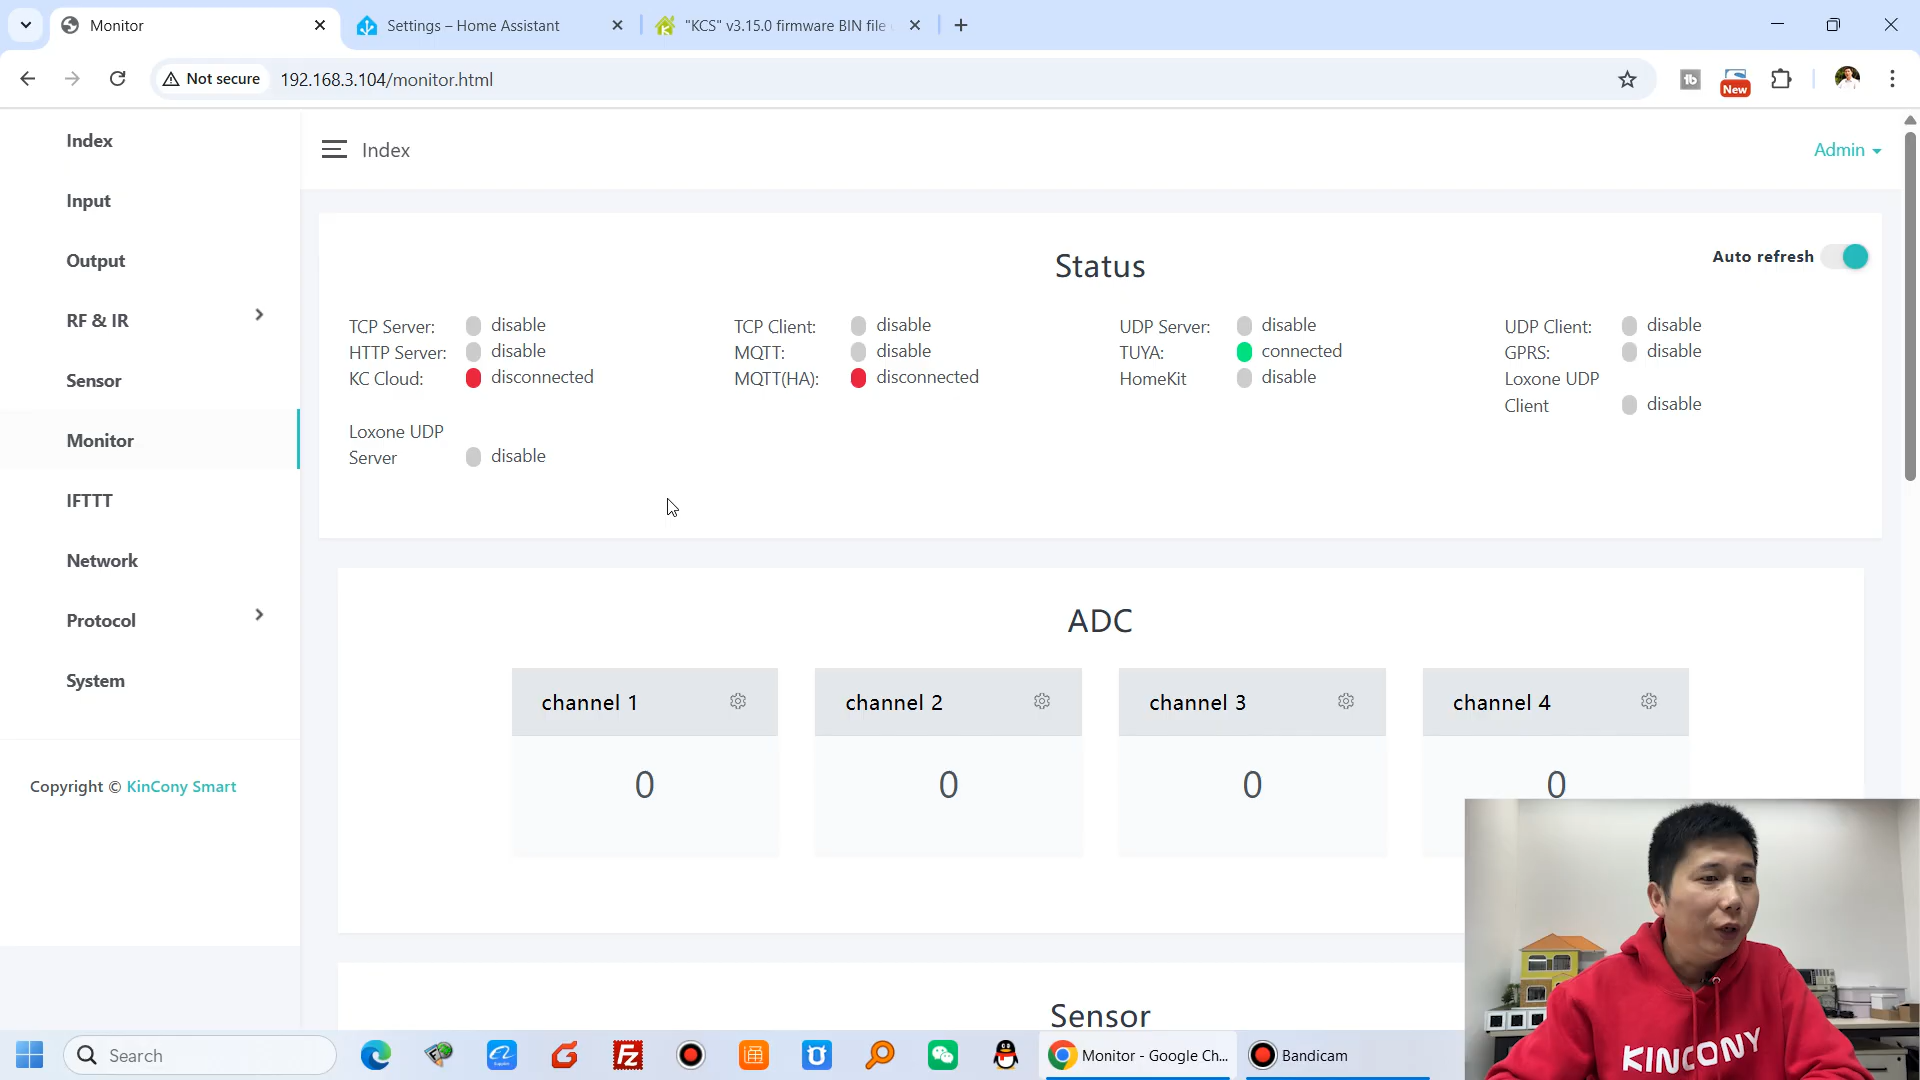 Monitor
Settings – Home Assistant
"KCS" v3.15.0 firmware BIN file
Not secure
192.168.3.104/monitor.html
New
Index
Input
Output
RF & IR
Sensor
Monitor
IFTTT
Network
Protocol
System
Copyright © KinCony Smart
Index
Admin
Status
Auto refresh
TCP Server: disable
TCP Client: disable
UDP Server: disable
UDP Client: disable
HTTP Server: disable
MQTT: disable
TUYA: connected
GPRS: disable
KC Cloud: disconnected
MQTT(HA): disconnected
HomeKit disable
Loxone UDP
Client disable
Loxone UDP
Server disable
ADC
channel 1
channel 2
channel 3
channel 4
0
0
0
0
Sensor
KINCONY
Search
Monitor - Google Ch...
Bandicam